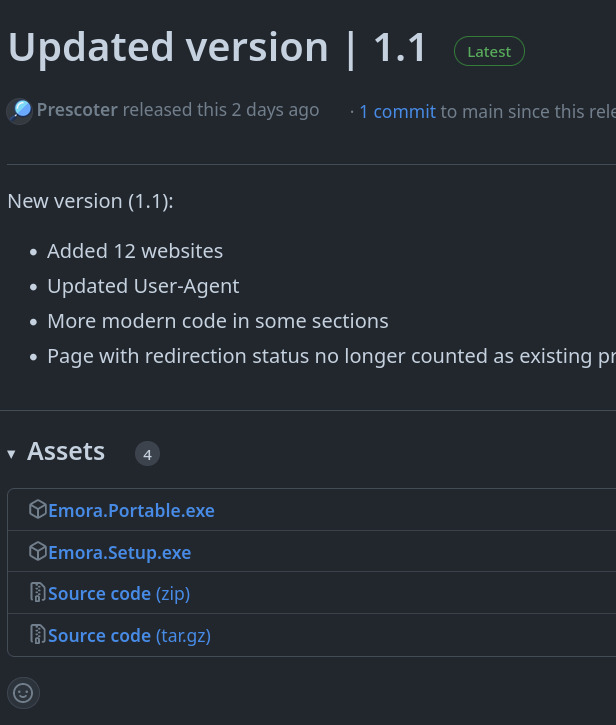 Updated version | 1.1 Latest
Prescoter released this 2 days ago · 1 commit to main since this rele
New version (1.1):
• Added 12 websites
• Updated User-Agent
• More modern code in some sections
• Page with redirection status no longer counted as existing pr
▾ Assets 4
Emora.Portable.exe
Emora.Setup.exe
Source code (zip)
Source code (tar.gz)